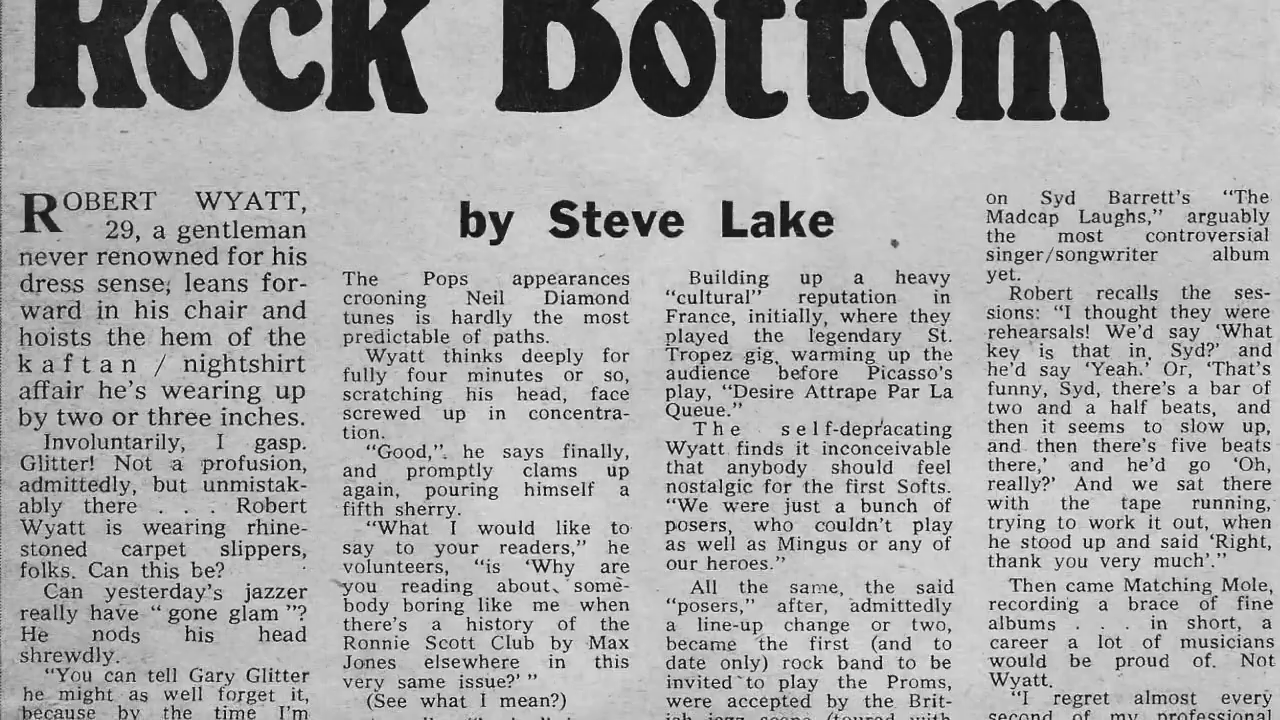 Rock Bottom
by Steve Lake
ROBERT WYATT,
29, a gentleman
never renowned for his
dress sense, leans for-
ward in his chair and
hoists the hem of the
kaftan / nightshirt
affair he's wearing up
by two or three inches.
Involuntarily, I gasp.
Glitter! Not a profusion,
admittedly, but unmistak-
ably there . . . Robert
Wyatt is wearing rhine-
stoned carpet slippers,
folks. Can this be?
Can yesterday's jazzer
really have "gone glam"?
He nods his head
shrewdly.
"You can tell Gary Glitter
he might as well forget it,
because by the time I'm
The Pops appearances
crooning Neil Diamond
tunes is hardly the most
predictable of paths.
Wyatt thinks deeply for
fully four minutes or so,
scratching his head, face
screwed up in concentra-
tion.
"Good," he says finally,
and promptly clams up
again, pouring himself a
fifth sherry.
"What I would like to
say to your readers," he
volunteers, "is 'Why are
you reading about some-
body boring like me when
there's a history of the
Ronnie Scott Club by Max
Jones elsewhere in this
very same issue?' "
(See what I mean?)
Building up a heavy
"cultural" reputation in
France, initially, where they
played the legendary St.
Tropez gig, warming up the
audience before Picasso's
play, "Desire Attrape Par La
Queue."
The self-depracating
Wyatt finds it inconceivable
that anybody should feel
nostalgic for the first Softs.
"We were just a bunch of
posers, who couldn't play
as well as Mingus or any of
our heroes."
All the same, the said
"posers," after, admittedly
a line-up change or two,
became the first (and to
date only) rock band to be
invited to play the Proms,
were accepted by the Brit-
ish jazz scene (toured with
on Syd Barrett's "The
Madcap Laughs," arguably
the most controversial
singer/songwriter album
yet.
Robert recalls the ses-
sions: "I thought they were
rehearsals! We'd say 'What
key is that in, Syd?' and
he'd say 'Yeah.' Or, 'That's
funny, Syd, there's a bar of
two and a half beats, and
then it seems to slow up,
and then there's five beats
there,' and he'd go 'Oh,
really?' And we sat there
with the tape running,
trying to work it out, when
he stood up and said 'Right,
thank you very much'."
Then came Matching Mole,
recording a brace of fine
albums . . . in short, a
career a lot of musicians
would be proud of. Not
Wyatt.
"I regret almost every
second of my professional